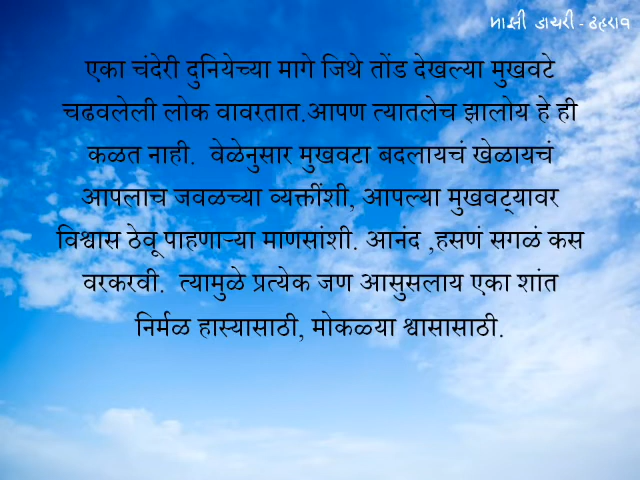 माझी डायरी - ठहराव
एका चंदेरी दुनियेच्या मागे जिथे तोंड देखल्या मुखवटे
चढवलेली लोक वावरतात.आपण त्यातलेच झालोय हे ही
कळत नाही. वेळेनुसार मुखवटा बदलायचं खेळायचं
आपलाच जवळच्या व्यक्तींशी, आपल्या मुखवट्यावर
विश्वास ठेवू पाहणाऱ्या माणसांशी. आनंद ,हसणं सगळं कस
वरकरवी. त्यामुळे प्रत्येक जण आसुसलाय एका शांत
निर्मळ हास्यासाठी, मोकळ्या श्वासासाठी.